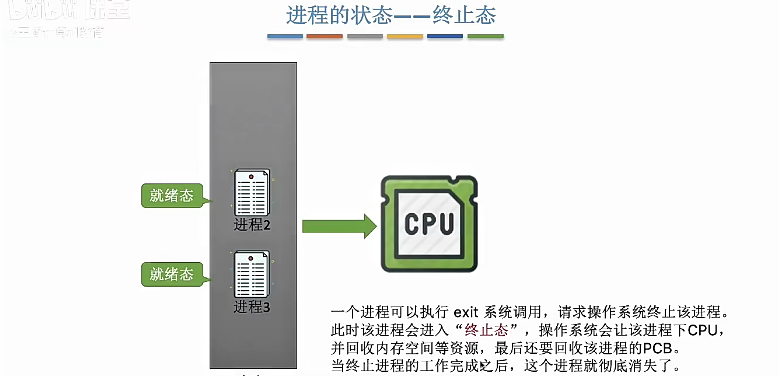 进程的状态——终止态
就绪态
进程2
CPU
就绪态
进程3
一个进程可以执行 exit 系统调用，请求操作系统终止该进程。
此时该进程会进入“终止态”，操作系统会让该进程下CPU，
并回收内存空间等资源，最后还要回收该进程的PCB。
当终止进程的工作完成之后，这个进程就彻底消失了。